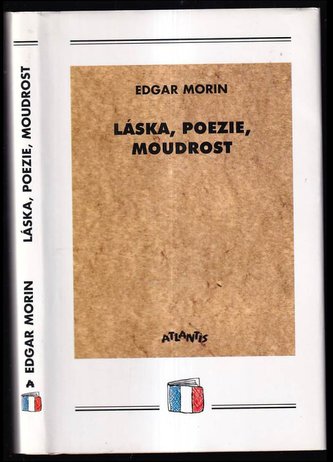 EDGAR MORIN
LÁSKA, POEZIE,
MOUDROST
ATLANTIS
EDGAR MORIN LÁSKA, POEZIE, MOUDROST